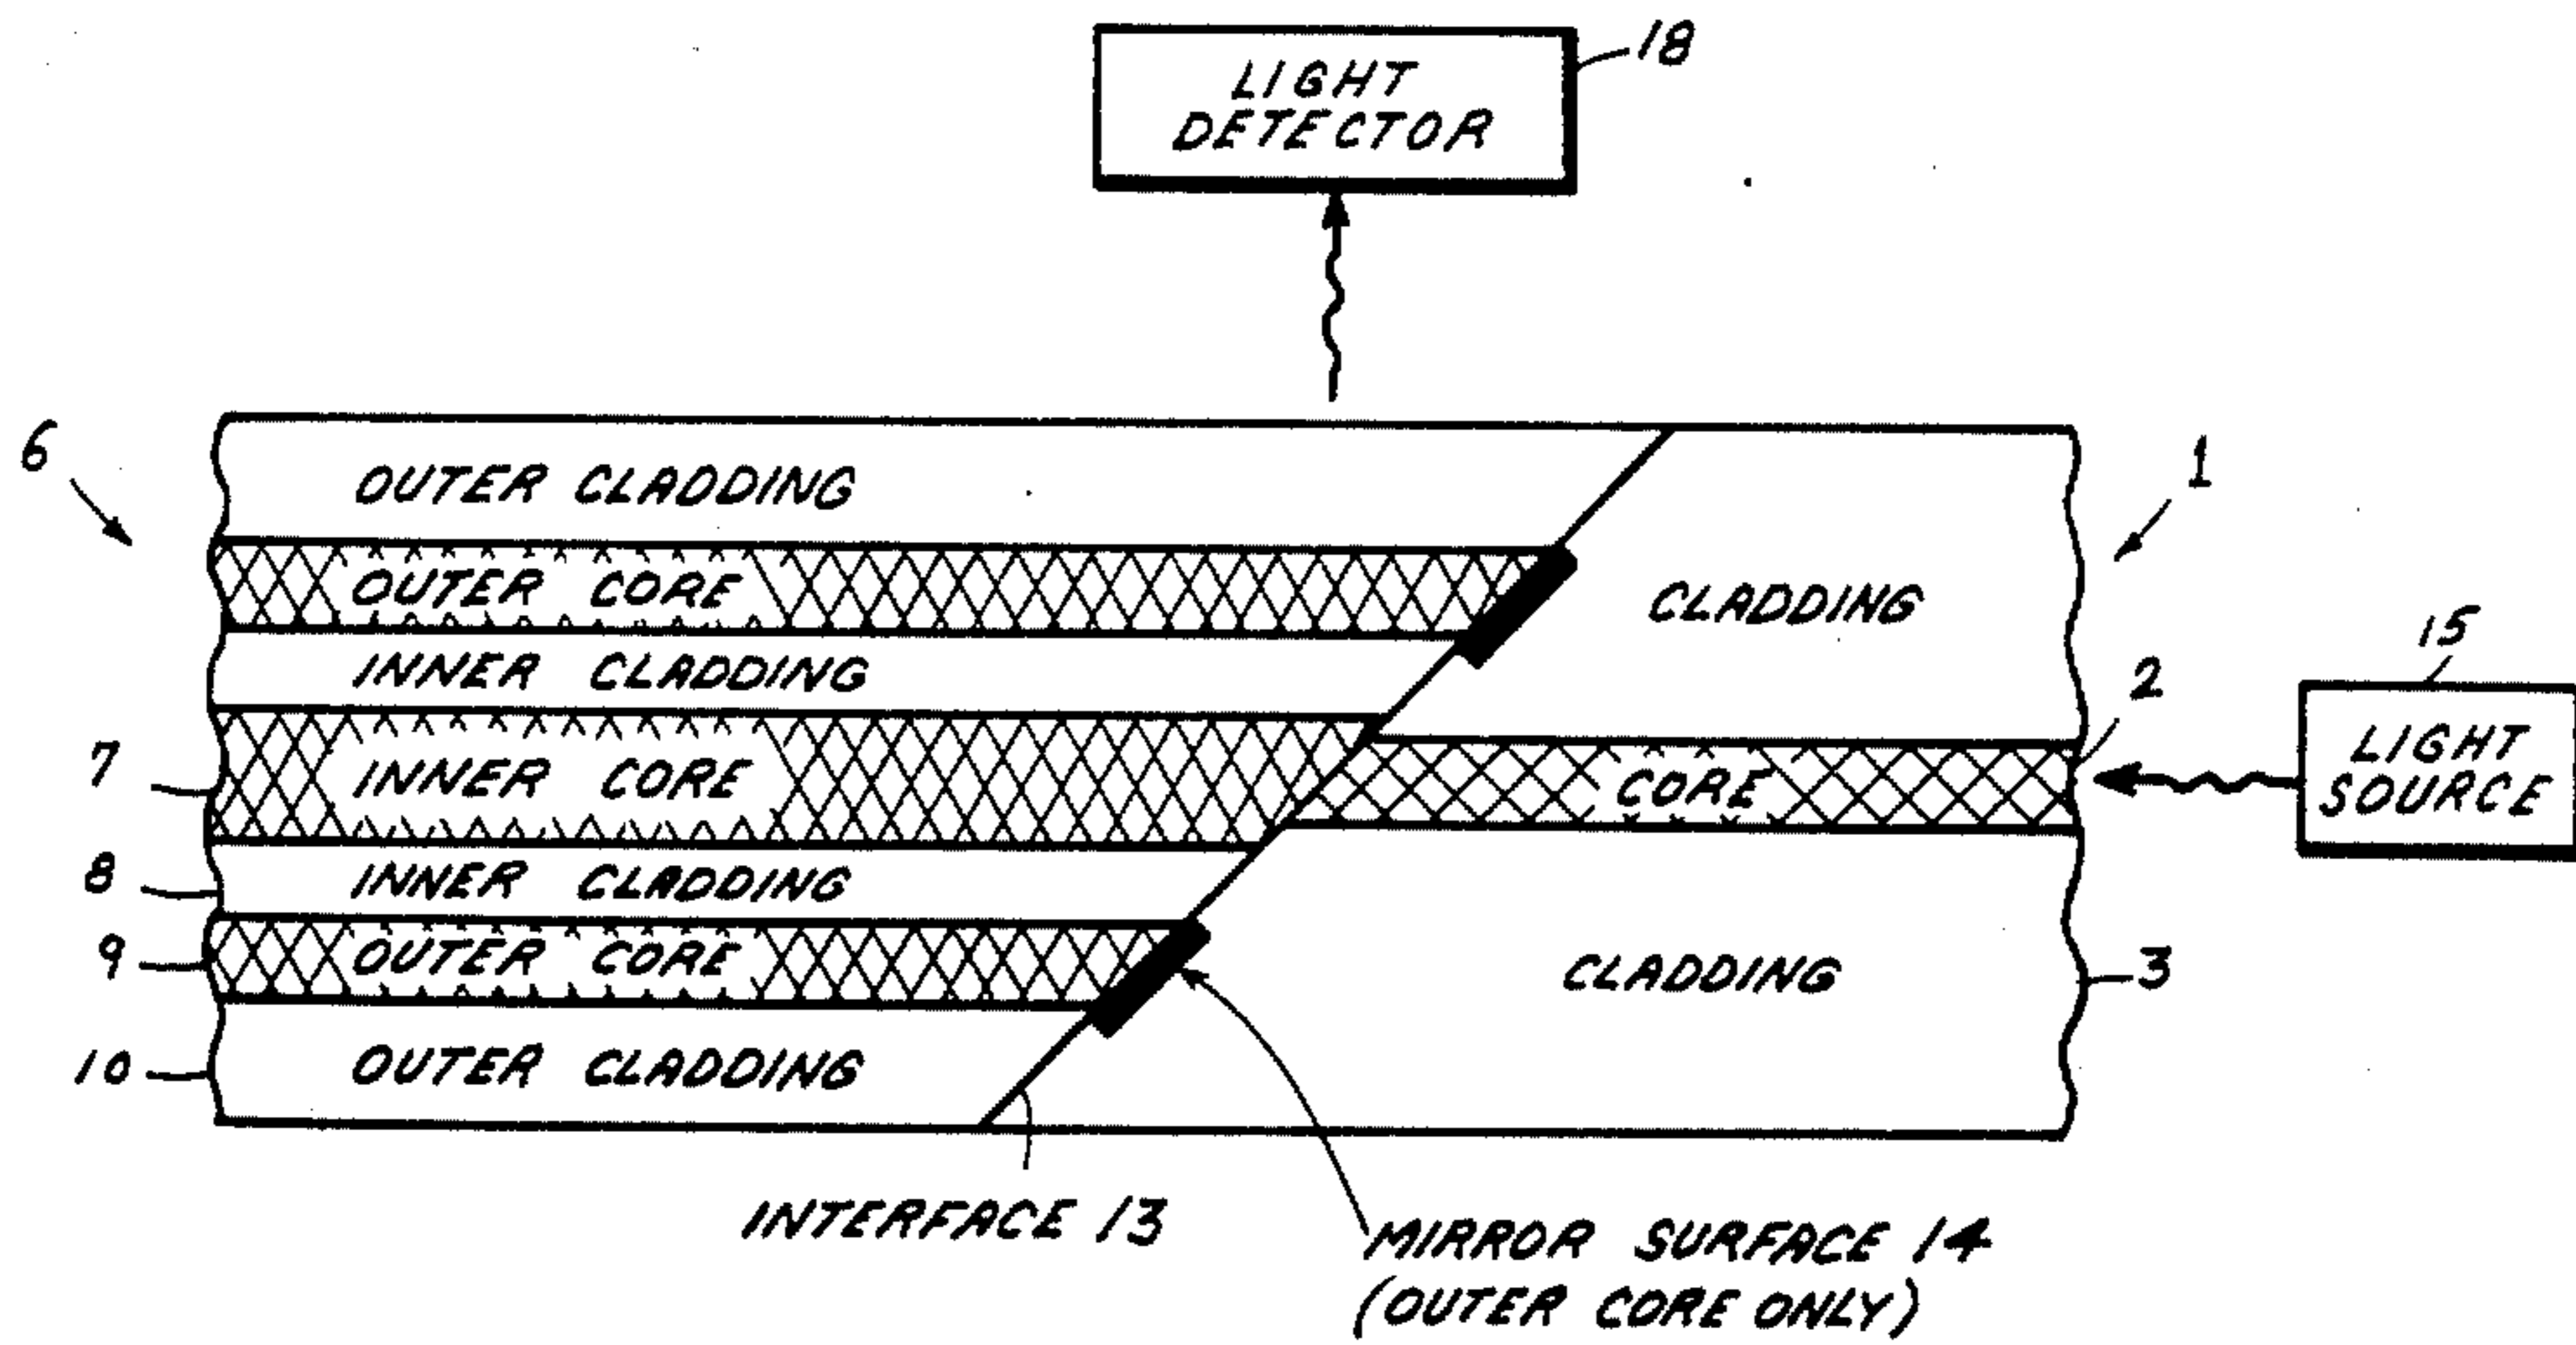 18
LIGHT
DETECTOR
6
OUTER CLADDING
1
OUTER CORE
CLADDING
INNER CLADDING
15
2
7
INNER CORE
CORE
LIGHT
SOURCE
8
INNER CLADDING
9
OUTER CORE
CLADDING
3
10
OUTER CLADDING
INTERFACE 13
MIRROR SURFACE 14
(OUTER CORE ONLY)